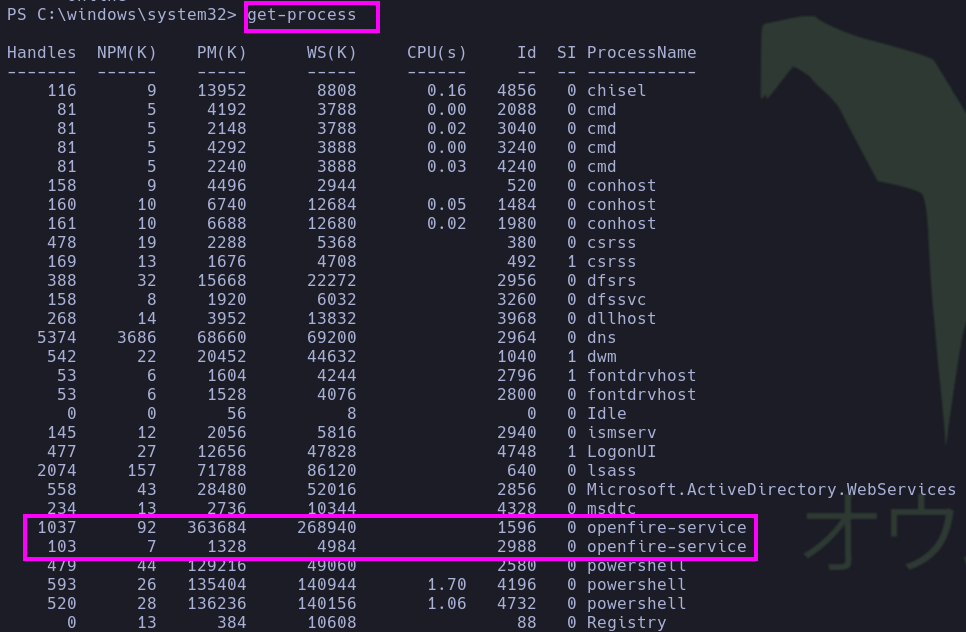 PS C:\windows\system32> get-process
Handles NPM(K) PM(K) WS(K) CPU(s) Id SI ProcessName
------- ------ ----- ----- ------ -- -- -----------
116 9 13952 8808 0.16 4856 0 chisel
81 5 4192 3788 0.00 2088 0 cmd
81 5 2148 3788 0.02 3040 0 cmd
81 5 4292 3888 0.00 3240 0 cmd
81 5 2240 3888 0.03 4240 0 cmd
158 9 4496 2944 520 0 conhost
160 10 6740 12684 0.05 1484 0 conhost
161 10 6688 12680 0.02 1980 0 conhost
478 19 2288 5368 380 0 csrss
169 13 1676 4708 492 1 csrss
388 32 15668 22272 2956 0 dfsrs
158 8 1920 6032 3260 0 dfssvc
268 14 3952 13832 3968 0 dllhost
5374 3686 68660 69200 2964 0 dns
542 22 20452 44632 1040 1 dwm
53 6 1604 4244 2796 1 fontdrvhost
53 6 1528 4076 2800 0 fontdrvhost
0 0 56 8 0 0 Idle
145 12 2056 5816 2940 0 ismserv
477 27 12656 47828 4748 1 LogonUI
2074 157 71788 86120 640 0 lsass
558 43 28480 52016 2856 0 Microsoft.ActiveDirectory.WebServices
234 13 2736 10344 4328 0 msdtc
1037 92 363684 268940 1596 0 openfire-service
103 7 1328 4984 2988 0 openfire-service
オウ
479 44 129216 49060 2580 0 powershell
593 26 135404 140944 1.70 4196 0 powershell
520 28 136236 140156 1.06 4732 0 powershell
0 13 384 10608 88 0 Registry